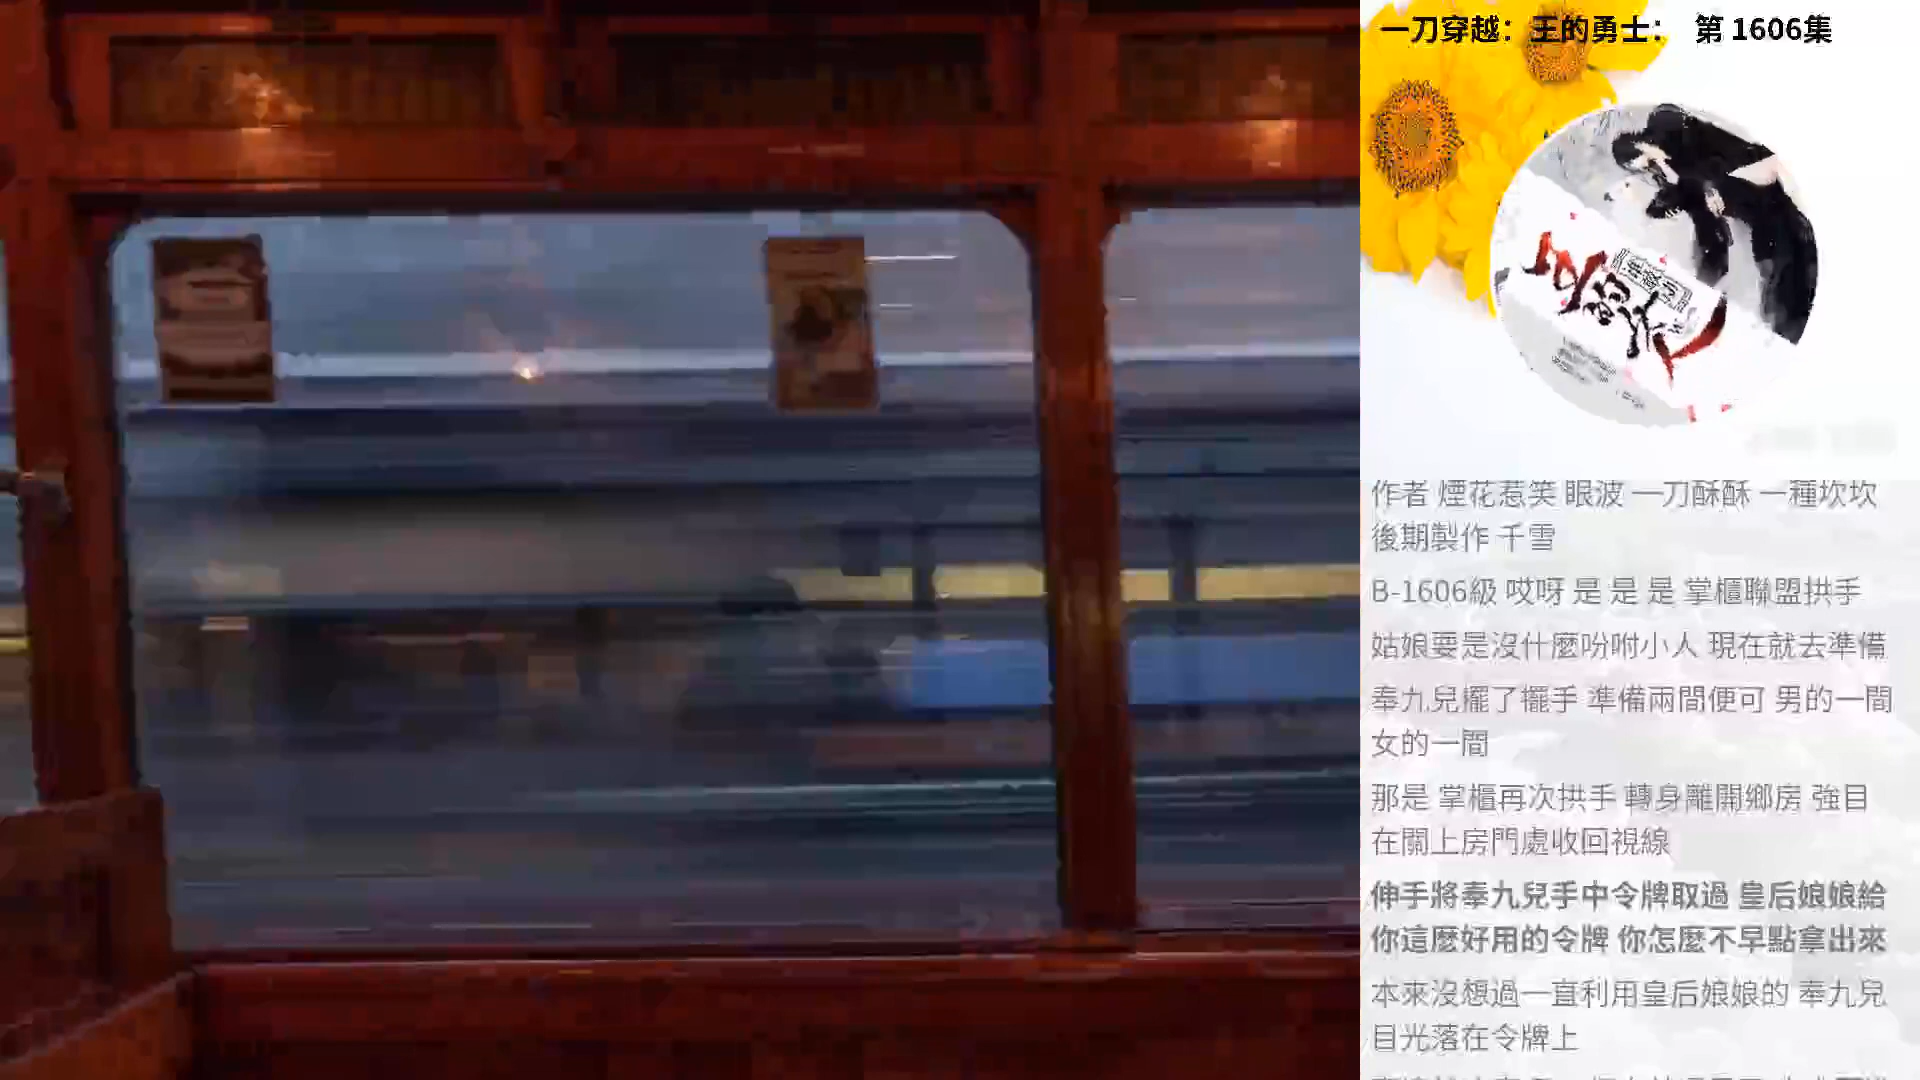 一刀穿越：王的勇士： 第 1606集
作者 煙花惹笑 眼波 一刀酥酥 一種坎坎
後期製作 千雪
B-1606級 哎呀 是 是 是 掌櫃聯盟拱手
姑娘要是沒什麼吩咐小人 現在就去準備
奉九兒擺了擺手 準備兩間便可 男的一間
女的一間
那是 掌櫃再次拱手 轉身離開鄉房 強目
在關上房門處收回視線
伸手將奉九兒手中令牌取過 皇后娘娘給
你這麼好用的令牌 你怎麼不早點拿出來
本來沒想過一直利用皇后娘娘的 奉九兒
目光落在令牌上